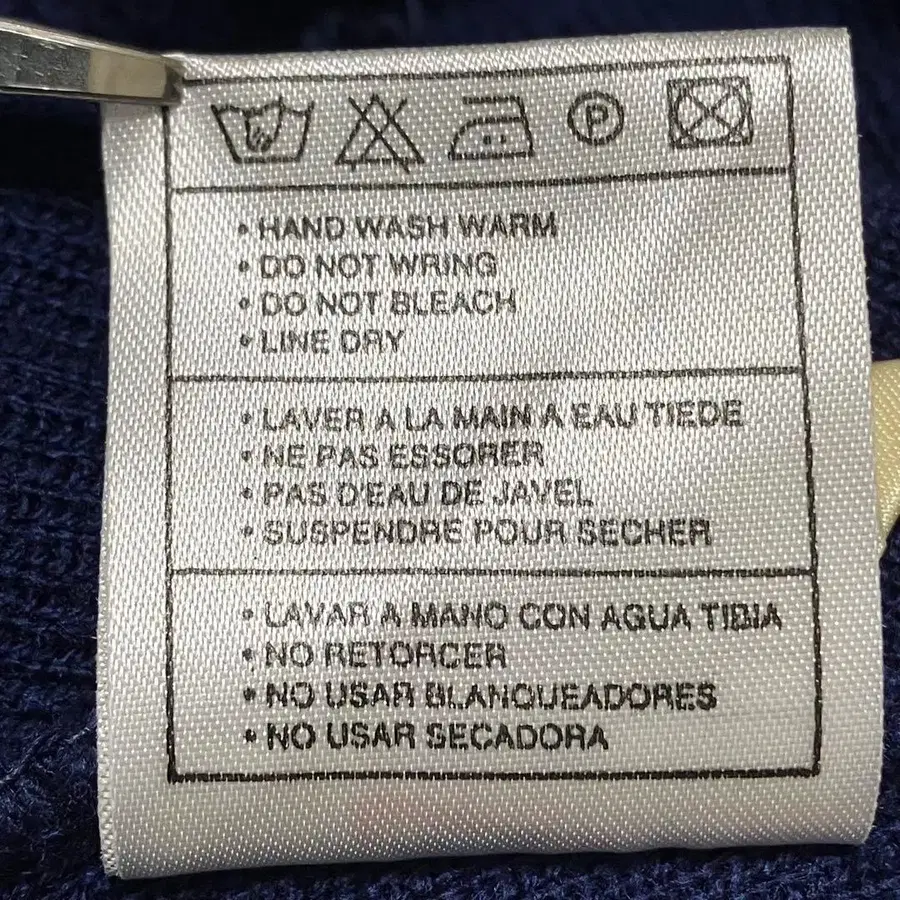 P
• HAND WASH WARM
• DO NOT WRING
• DO NOT BLEACH
• LINE DRY
• LAVER A LA MAIN A EAU TIEDE
• NE PAS ESSORER
• PAS D'EAU DE JAVEL
• SUSPENDRE POUR SECHER
• LAVAR A MANO CON AGUA TIBIA
• NO RETORCER
• NO USAR BLANQUEADORES
• NO USAR SECADORA